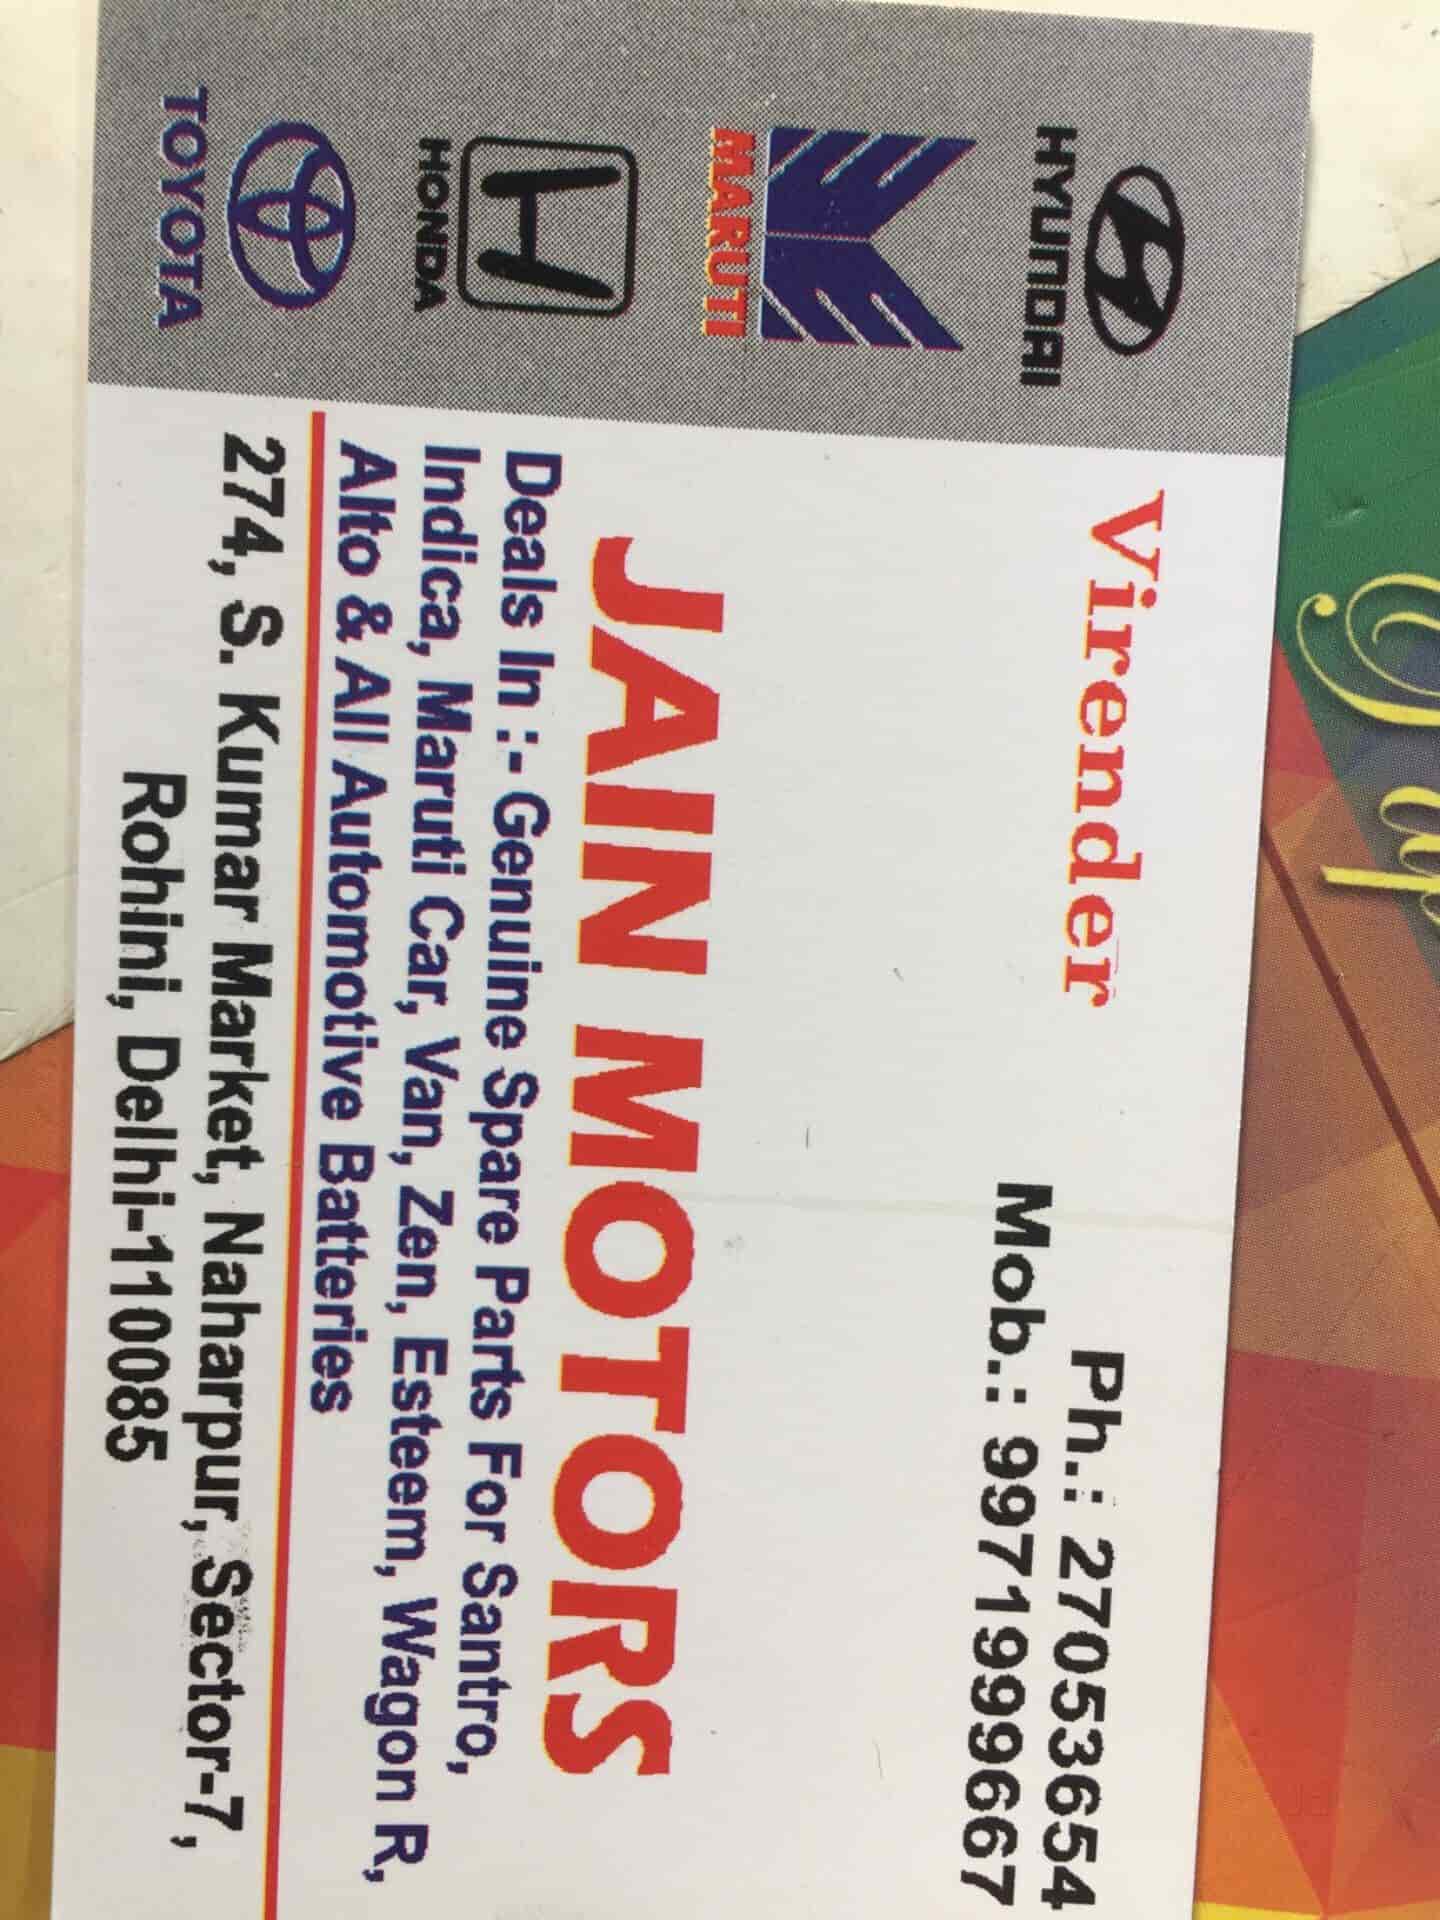 HYUNDAI
MARUTI
HONDA
TOYOTA
Virender
Ph.: 27053654
Mob.: 9971999667
JAIN MOTORS
Deals In :- Genuine Spare Parts For Santro,
Indica, Maruti Car, Van, Zen, Esteem, Wagon R,
Alto & All Automotive Batteries
274, S. Kumar Market, Naharpur, Sector-7,
Rohini, Delhi-110085